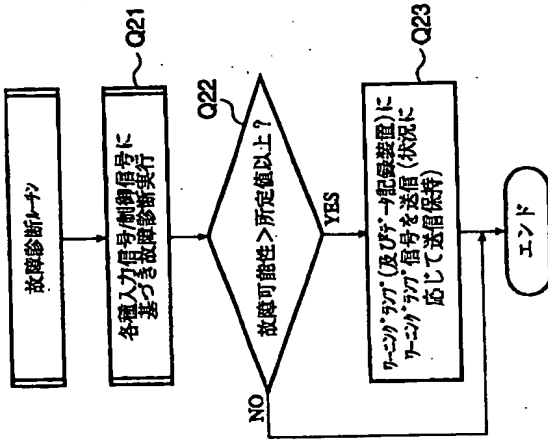 故障診断ルーチン
Q21
各種入力信号/制御信号に
基づき故障診断実行
Q22
故障可能性>所定値以上?
NO
YES
Q23
ワーニングランプ(及びデータ記録装置)に
ワーニングランプ信号を送信(状況に
応じて送信保持)
エンド